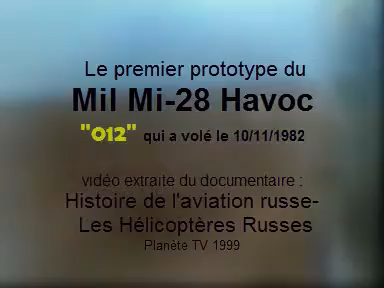 Le premier prototype du
Mil Mi-28 Havoc
"012" qui a volé le 10/11/1982
vidéo extraite du documentaire :
Histoire de l'aviation russe-
Les Hélicoptères Russes
Planète TV 1999